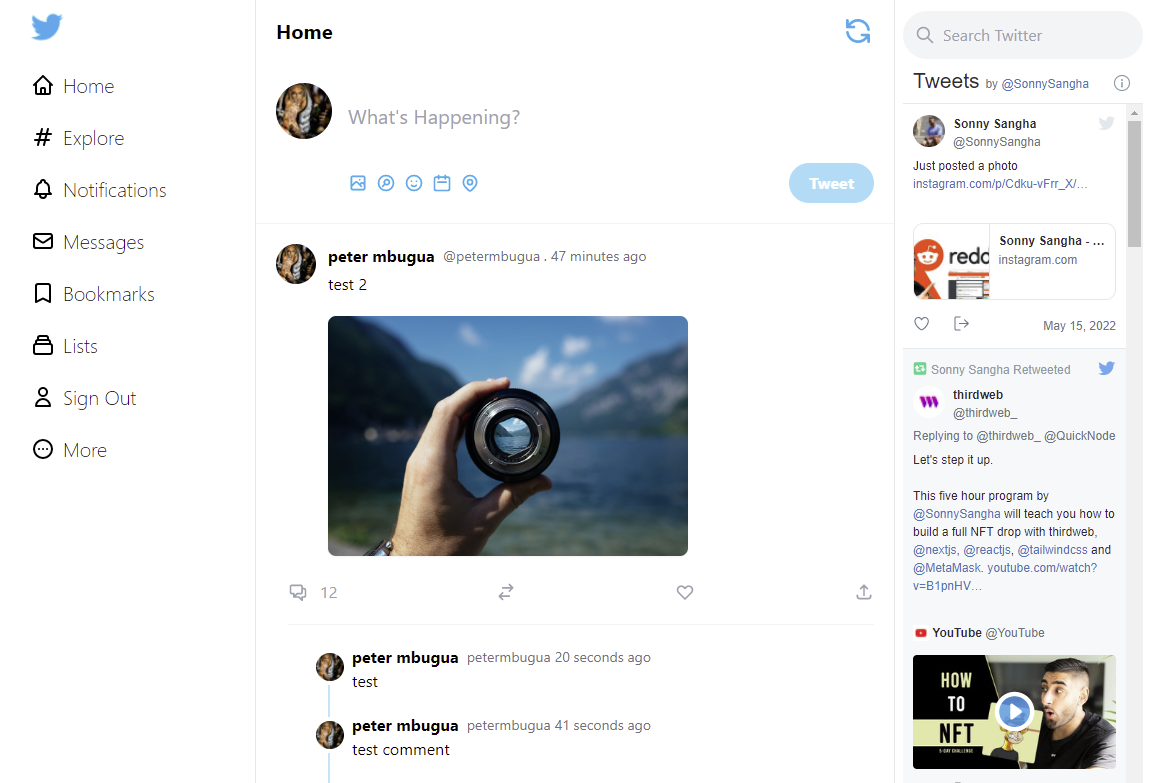 Home
Explore
Notifications
Messages
Bookmarks
Lists
Sign Out
More
Home
What's Happening?
Tweet
peter mbugua @petermbugua . 47 minutes ago
test 2
12
peter mbugua petermbugua 20 seconds ago
test
peter mbugua petermbugua 41 seconds ago
test comment
Search Twitter
Tweets by @SonnySangha
Sonny Sangha
@SonnySangha
Just posted a photo
instagram.com/p/Cdku-vFrr_X/…
redd
Sonny Sangha - ...
instagram.com
May 15, 2022
Sonny Sangha Retweeted
thirdweb
@thirdweb_
Replying to @thirdweb_ @QuickNode
Let's step it up.
This five hour program by
@SonnySangha will teach you how to
build a full NFT drop with thirdweb,
@nextjs, @reactjs, @tailwindcss and
@MetaMask. youtube.com/watch?
v=B1pnHV…
YouTube @YouTube
HOW
TO
NFT
5-DAY CHALLENGE